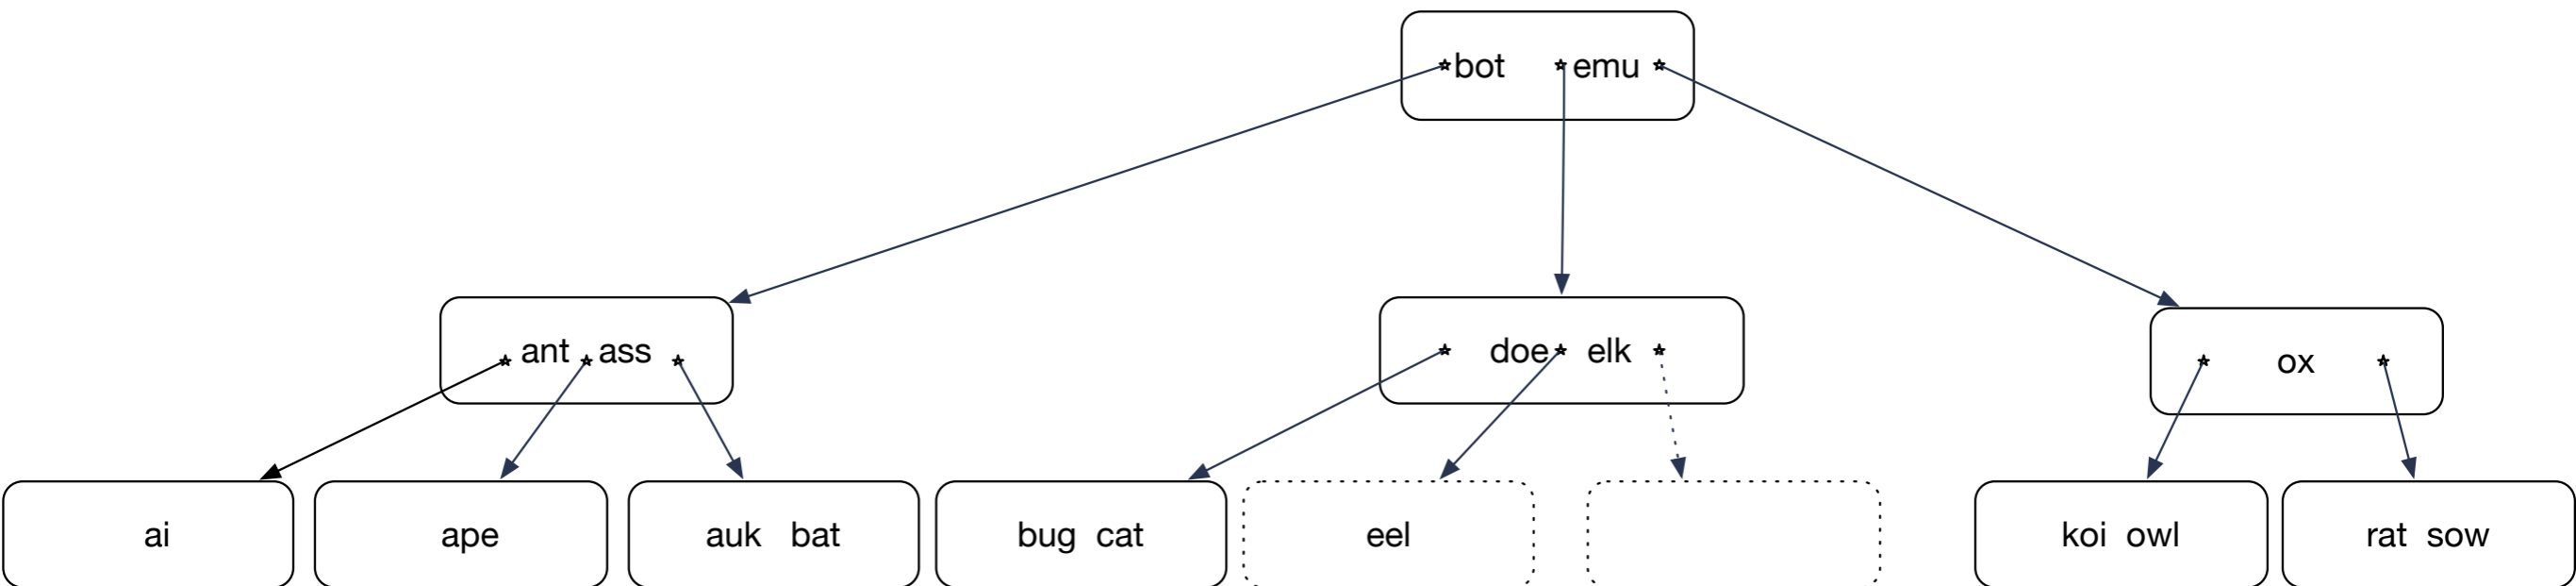 bot emu
ant ass
doe elk
ox
ai
ape
auk bat
bug cat
eel
koi owl
rat sow